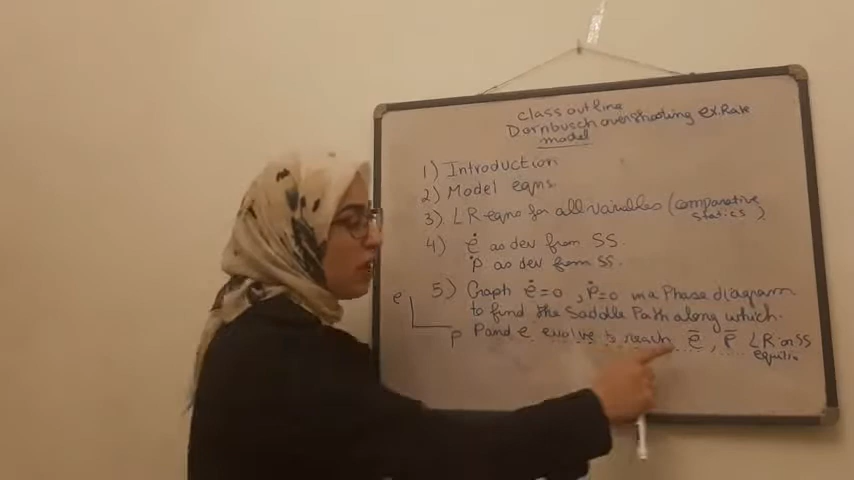 class outline
Dornbusch overshooting ex.Rate
model
1) Introduction
2) Model eqns.
3) LR-eqns for all variables (comparative
statics)
4) ė as dev from SS.
Ṗ as dev from SS.
5) Graph ė=0, Ṗ=0 in a Phase diagram
to find the Saddle Path along which
P and e evolve to reach ē, P̄ LR or SS
e
P